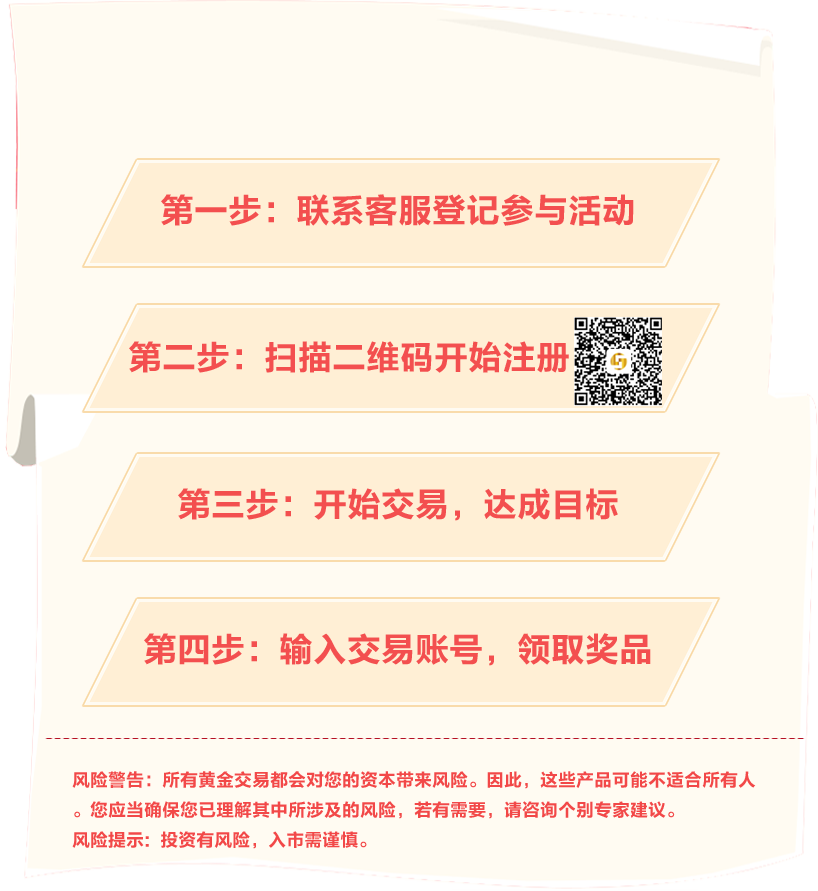 第一步：联系客服登记参与活动
第二步：扫描二维码开始注册
第三步：开始交易，达成目标
第四步：输入交易账号，领取奖品
风险警告：所有黄金交易都会对您的资本带来风险。因此，这些产品可能不适合所有人
。您应当确保您已理解其中所涉及的风险，若有需要，请咨询个别专家建议。
风险提示：投资有风险，入市需谨慎。